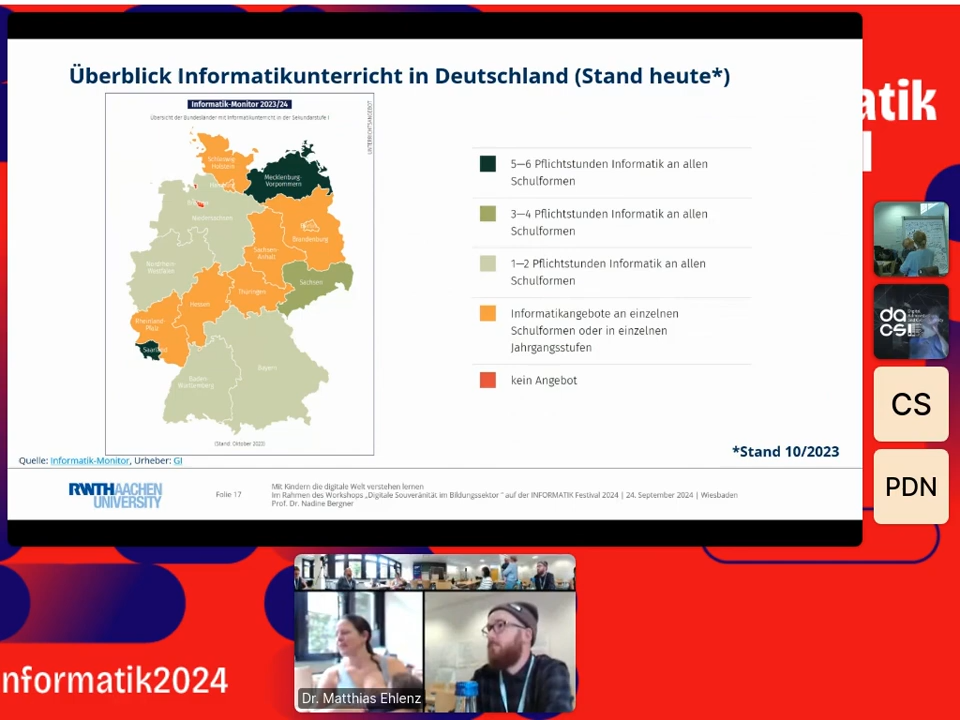 Überblick Informatikunterricht in Deutschland (Stand heute*)
Informatik-Monitor 2023/24
Übersicht der Bundesländer mit Informatikunterricht in der Sekundarstufe I
UNTERRICHTSANGEBOT
Schleswig-
Holstein
Mecklenburg-
Vorpommern
Hamburg
Niedersachsen
Berlin
Brandenburg
Sachsen-
Anhalt
Nordrhein-
Westfalen
Sachsen
Thüringen
Hessen
Rheinland-
Pfalz
Saarland
Bayern
Baden-
Württemberg
(Stand: Oktober 2023)
5–6 Pflichtstunden Informatik an allen
Schulformen
3–4 Pflichtstunden Informatik an allen
Schulformen
1–2 Pflichtstunden Informatik an allen
Schulformen
Informatikangebote an einzelnen
Schulformen oder in einzelnen
Jahrgangsstufen
kein Angebot
Quelle: Informatik-Monitor, Urheber: GI
*Stand 10/2023
RWTH AACHEN
UNIVERSITY
Folie 17
Mit Kindern die digitale Welt verstehen lernen
Im Rahmen des Workshops „Digitale Souveränität im Bildungssektor" auf der INFORMATIK Festival 2024 | 24. September 2024 | Wiesbaden
Prof. Dr. Nadine Bergner
atik
da
CS
CS
PDN
Dr. Matthias Ehlenz
nformatik2024